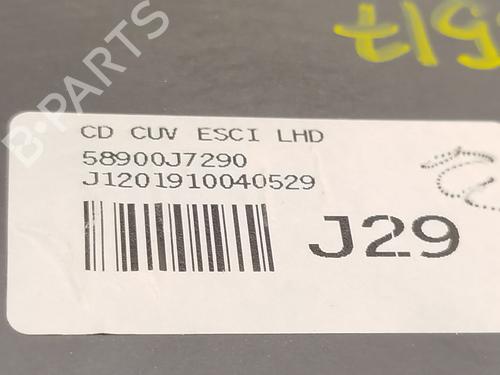 B-PARTS
CD CUV ESCI LHD
58900J7290
J1201910040529
J29